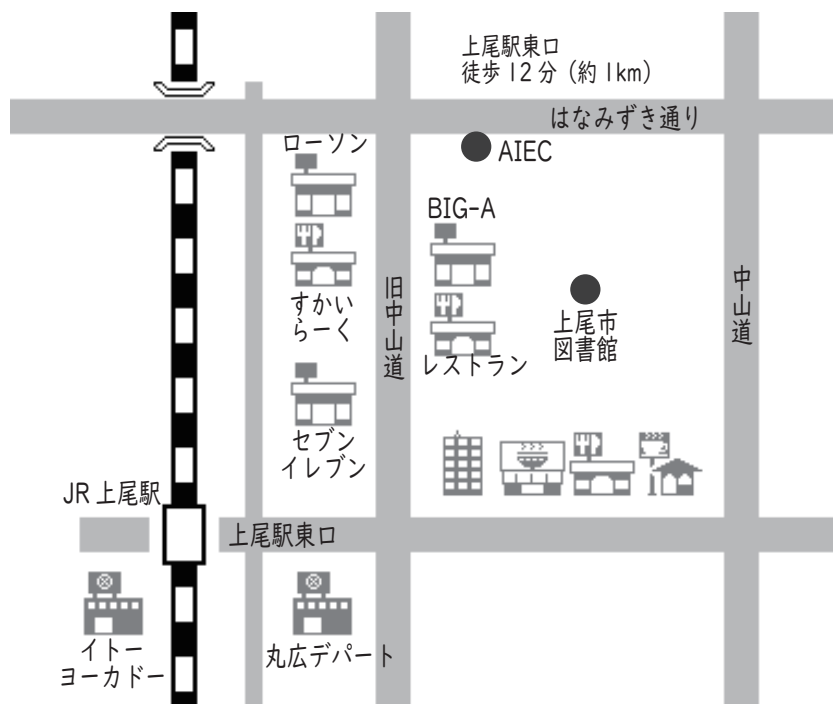 上尾駅東口
徒歩12分（約1km）
はなみずき通り
ローソン
AIEC
BIG-A
すかい
らーく
旧中山道
中山道
上尾市
図書館
レストラン
セブン
イレブン
JR上尾駅
上尾駅東口
イトー
ヨーカドー
丸広デパート